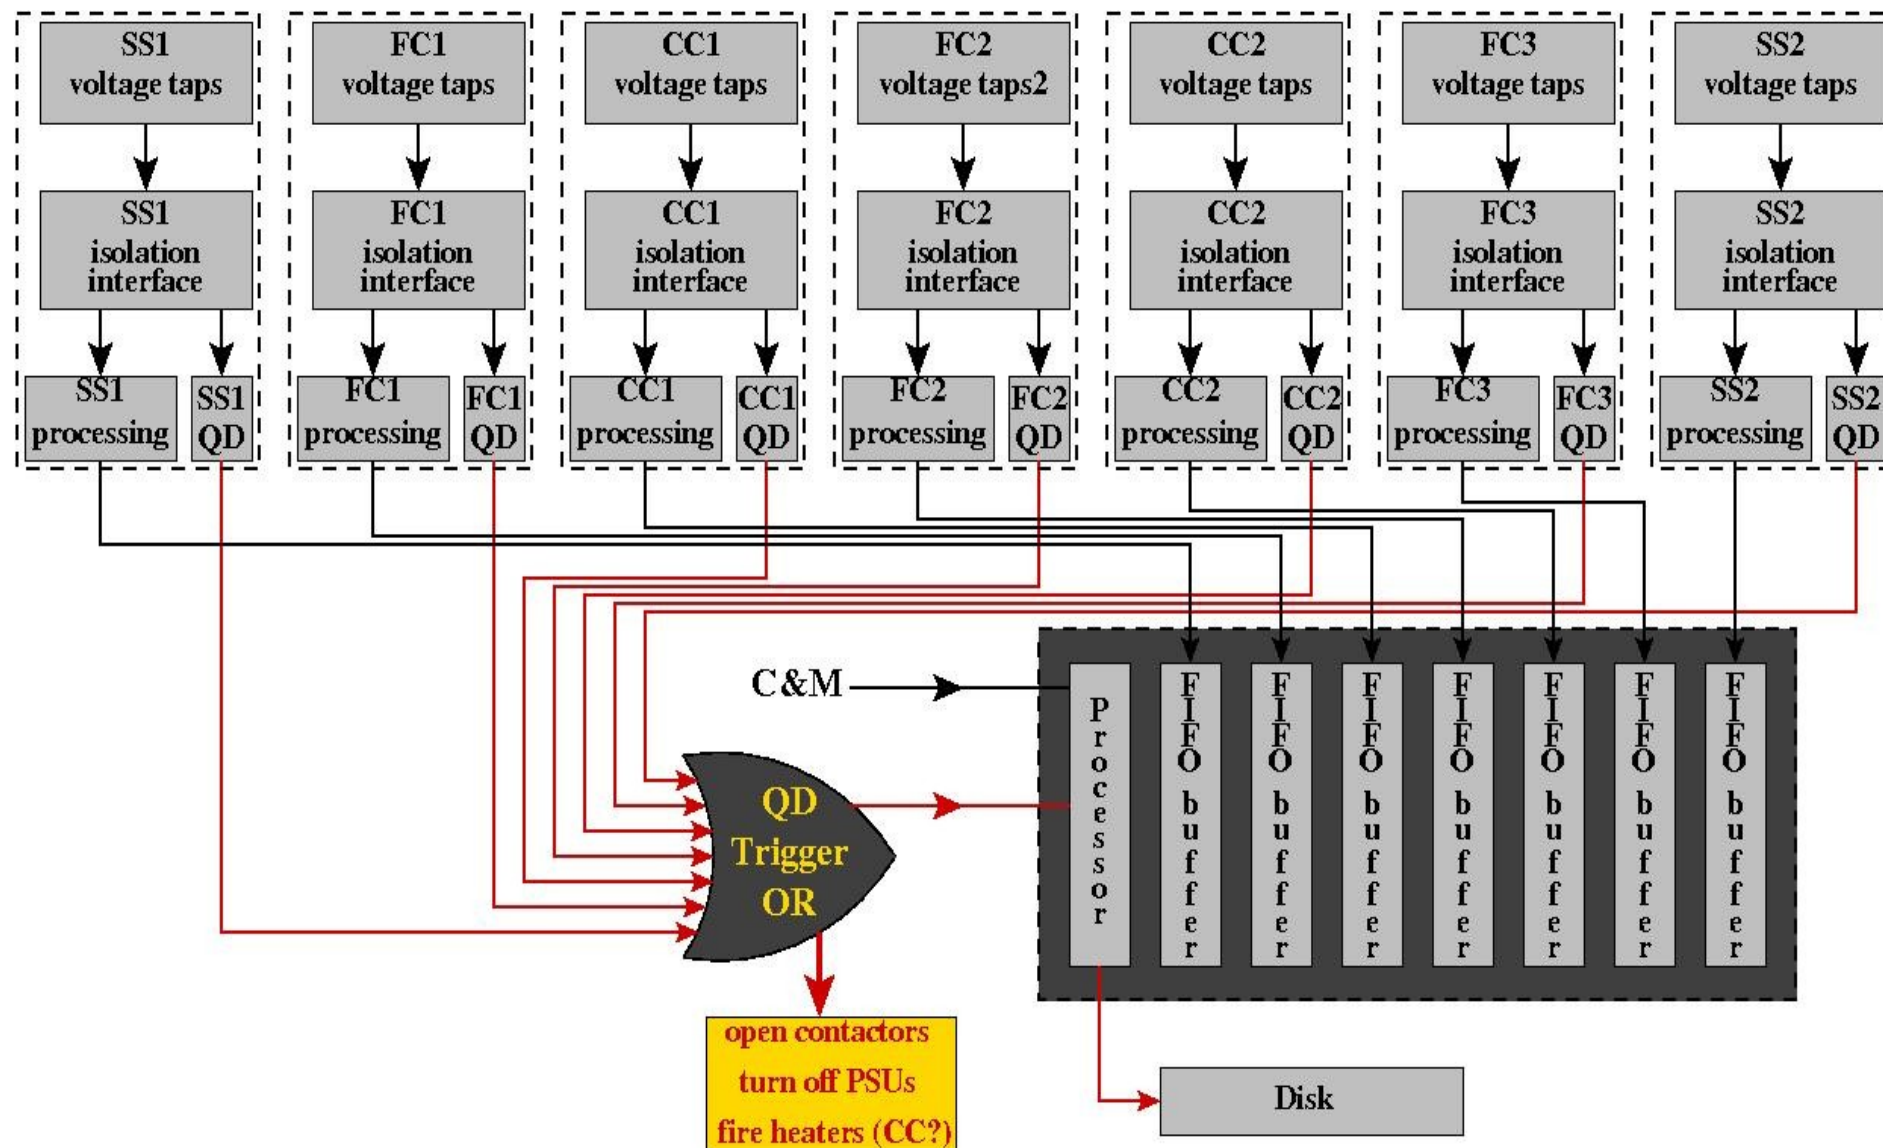 SS1
voltage taps
FC1
voltage taps
CC1
voltage taps
FC2
voltage taps2
CC2
voltage taps
FC3
voltage taps
SS2
voltage taps
SS1
isolation
interface
FC1
isolation
interface
CC1
isolation
interface
FC2
isolation
interface
CC2
isolation
interface
FC3
isolation
interface
SS2
isolation
interface
SS1
processing
SS1
QD
FC1
processing
FC1
QD
CC1
processing
CC1
QD
FC2
processing
FC2
QD
CC2
processing
CC2
QD
FC3
processing
FC3
QD
SS2
processing
SS2
QD
C&M
Processor
FIFO buffer
FIFO buffer
FIFO buffer
FIFO buffer
FIFO buffer
FIFO buffer
FIFO buffer
QD
Trigger
OR
open contactors
turn off PSUs
fire heaters (CC?)
Disk